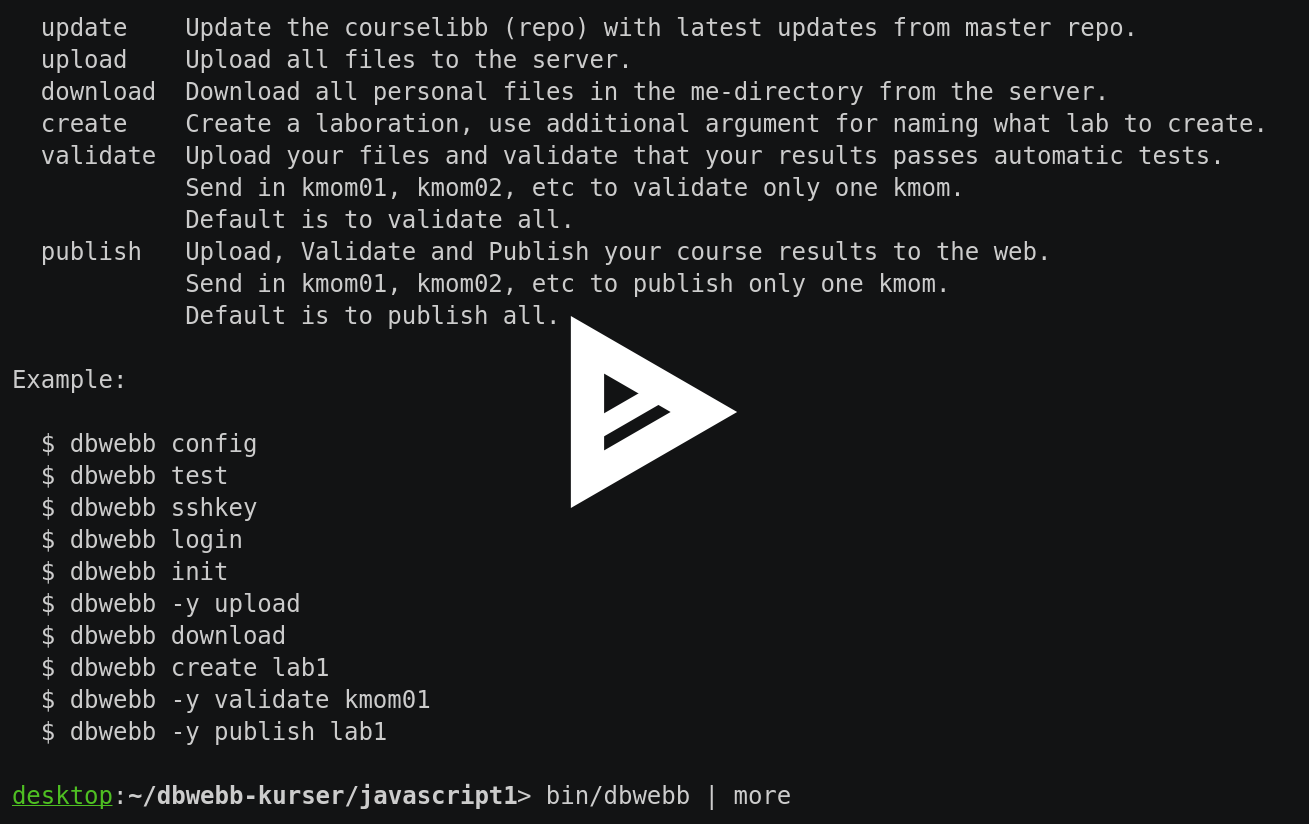 update    Update the courselibb (repo) with latest updates from master repo.
upload    Upload all files to the server.
download  Download all personal files in the me-directory from the server.
create    Create a laboration, use additional argument for naming what lab to create.
validate  Upload your files and validate that your results passes automatic tests.
Send in kmom01, kmom02, etc to validate only one kmom.
Default is to validate all.
publish   Upload, Validate and Publish your course results to the web.
Send in kmom01, kmom02, etc to publish only one kmom.
Default is to publish all.
Example:
$ dbwebb config
$ dbwebb test
$ dbwebb sshkey
$ dbwebb login
$ dbwebb init
$ dbwebb -y upload
$ dbwebb download
$ dbwebb create lab1
$ dbwebb -y validate kmom01
$ dbwebb -y publish lab1
desktop:~/dbwebb-kurser/javascript1> bin/dbwebb | more